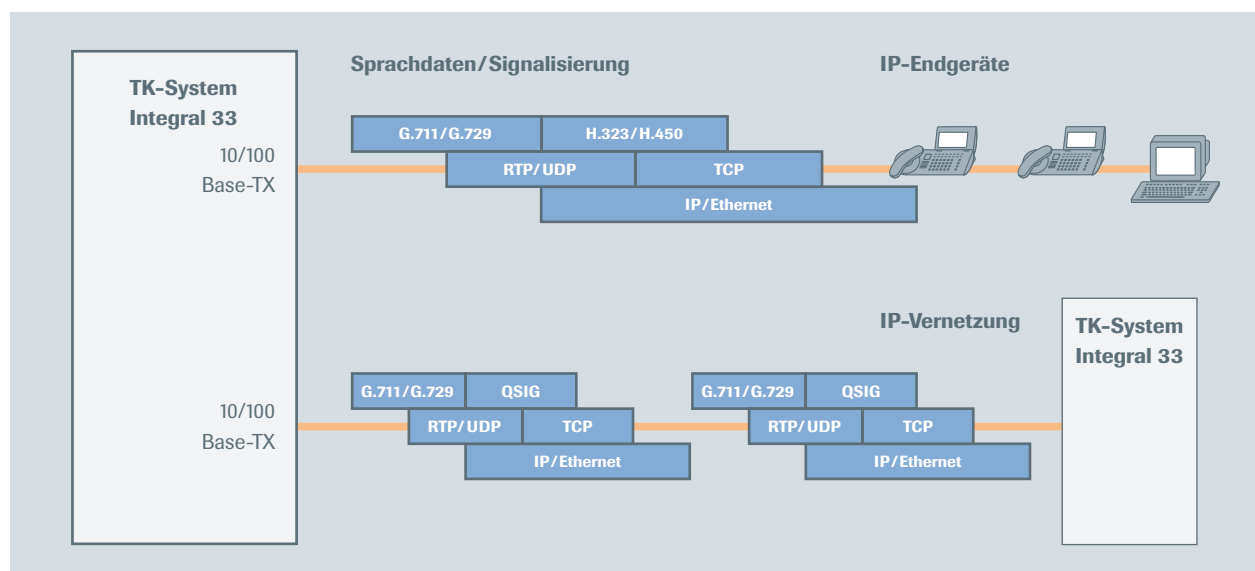 TK-System
Integral 33
10/100
Base-TX
Sprachdaten/Signalisierung
G.711/G.729
H.323/H.450
RTP/UDP
TCP
IP/Ethernet
IP-Endgeräte
10/100
Base-TX
G.711/G.729
QSIG
RTP/UDP
TCP
IP/Ethernet
G.711/G.729
QSIG
RTP/UDP
TCP
IP/Ethernet
IP-Vernetzung
TK-System
Integral 33